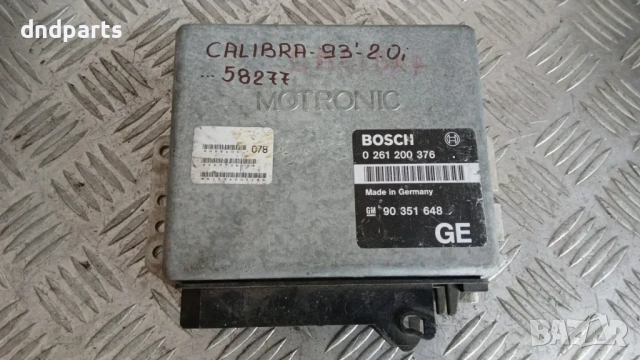 dndparts
CALIBRA-93'-2.0i
...58277
MOTRONIC
078
BOSCH
0 261 200 376
Made in Germany
GM 90 351 648
GE
BAZAR